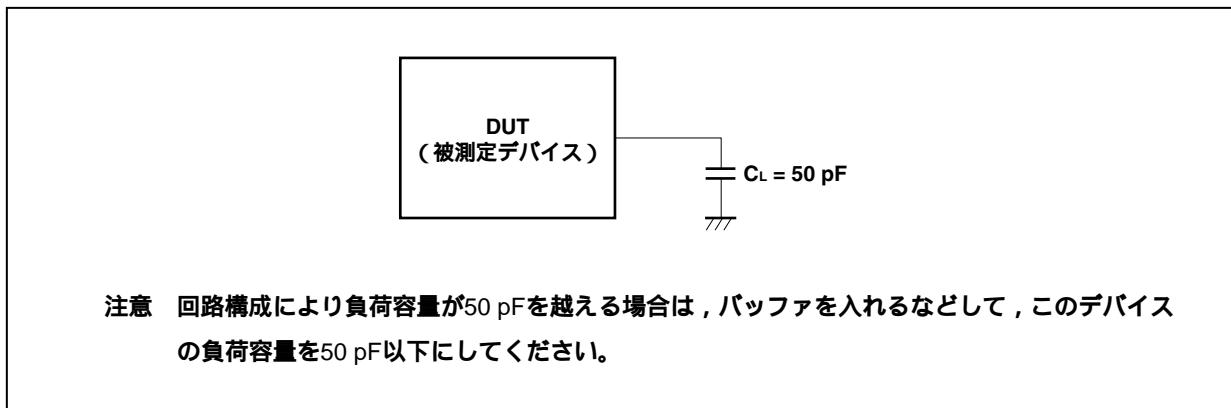 DUT
（被測定デバイス）
CL = 50 pF
注意　回路構成により負荷容量が50 pFを越える場合は，バッファを入れるなどして，このデバイス
の負荷容量を50 pF以下にしてください。